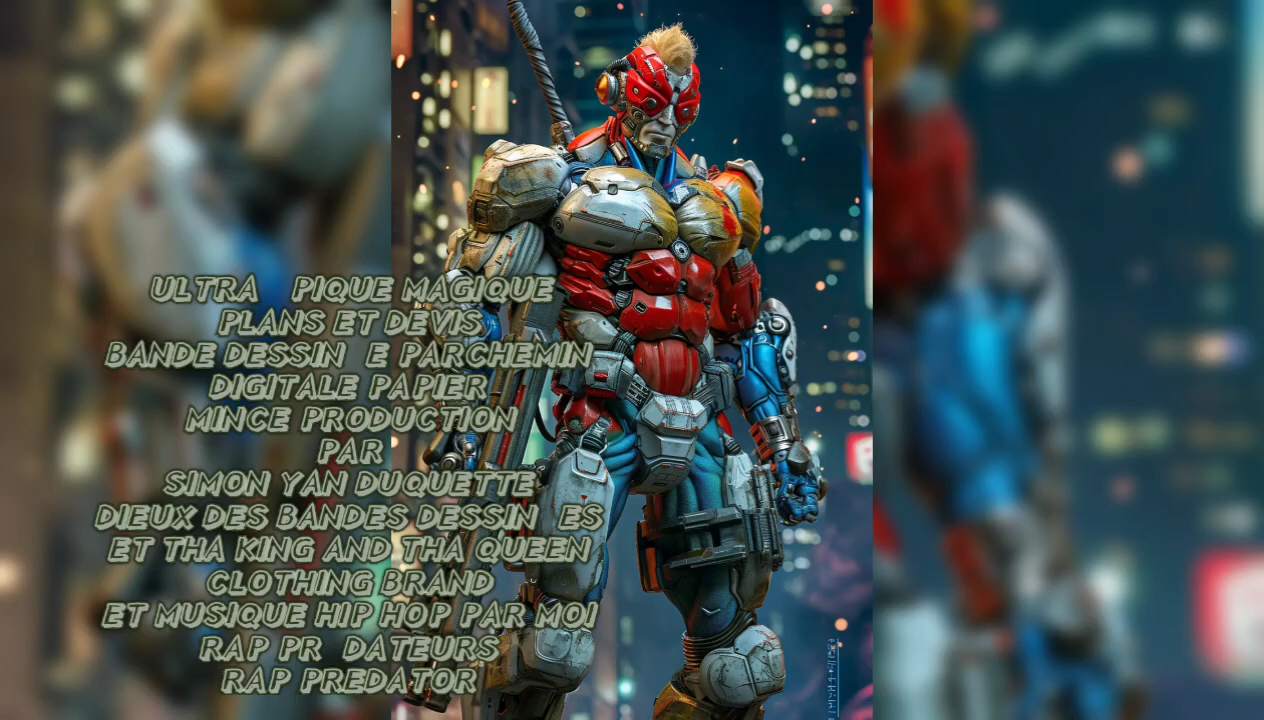 ULTRA PIQUE MAGIQUE
PLANS ET DEVIS
BANDE DESSIN E PARCHEMIN
DIGITALE PAPIER
MINCE PRODUCTION
PAR
SIMON YAN DUQUETTE
DIEUX DES BANDES DESSIN ES
ET THA KING AND THA QUEEN
CLOTHING BRAND
ET MUSIQUE HIP HOP PAR MOI
RAP PR DATEURS
RAP PREDATOR